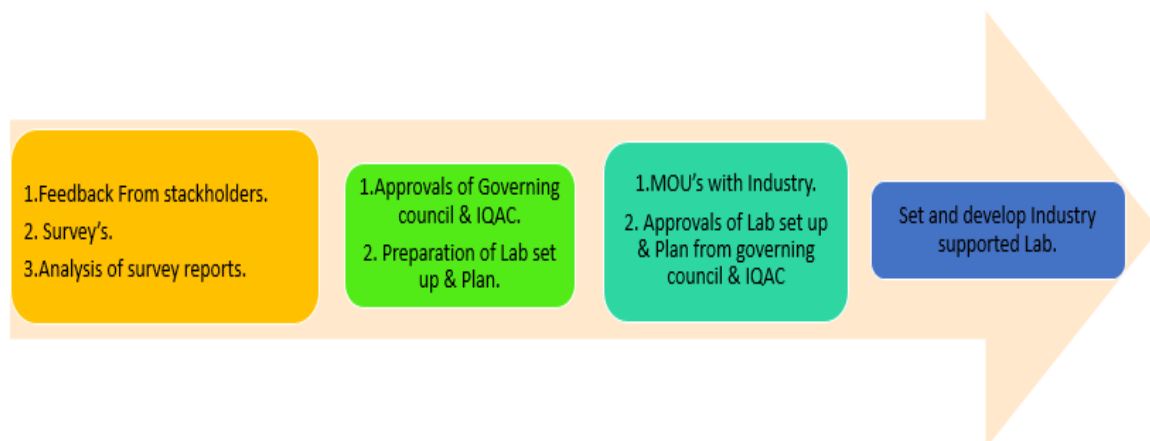 1.Feedback From stackholders.
2. Survey's.
3.Analysis of survey reports.
1.Approvals of Governing
council & IQAC.
2. Preparation of Lab set
up & Plan.
1.MOU's with Industry.
2. Approvals of Lab set up
& Plan from governing
council & IQAC
Set and develop Industry
supported Lab.